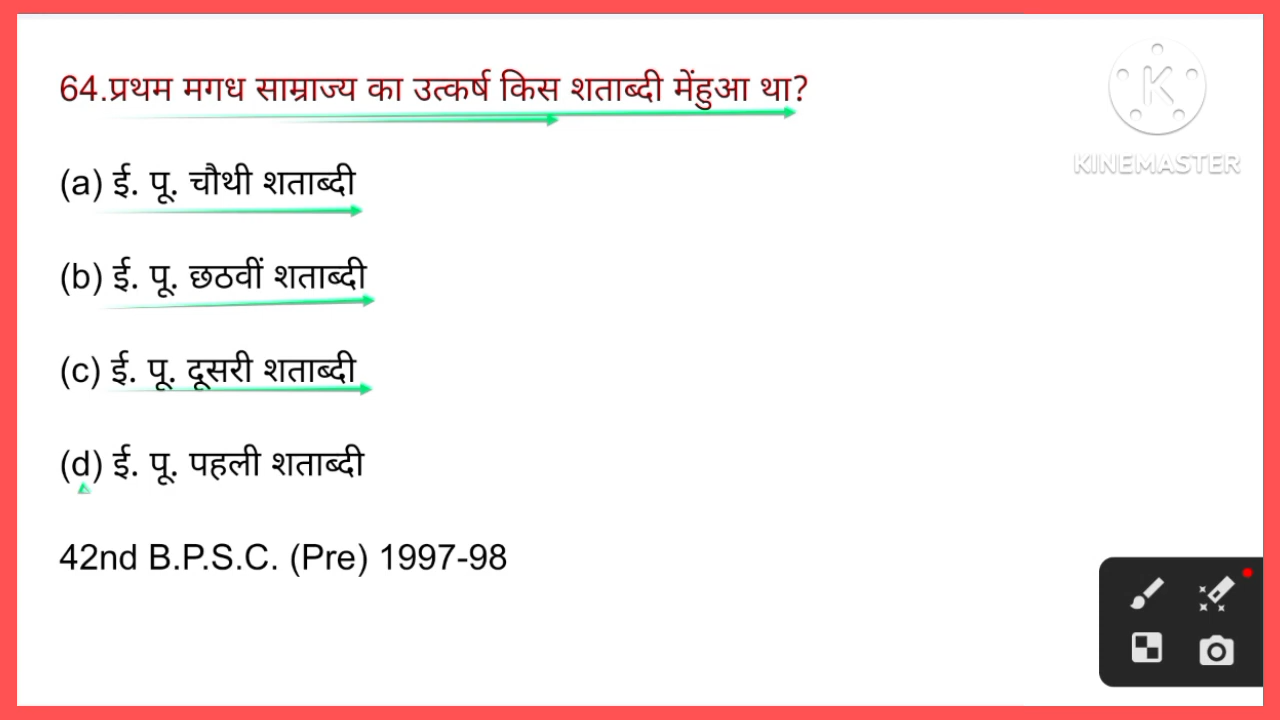 64.प्रथम मगध साम्राज्य का उत्कर्ष किस शताब्दी मेंहुआ था?
(a) ई. पू. चौथी शताब्दी
(b) ई. पू. छठवीं शताब्दी
(c) ई. पू. दूसरी शताब्दी
(d) ई. पू. पहली शताब्दी
42nd B.P.S.C. (Pre) 1997-98
K
KINEMASTER